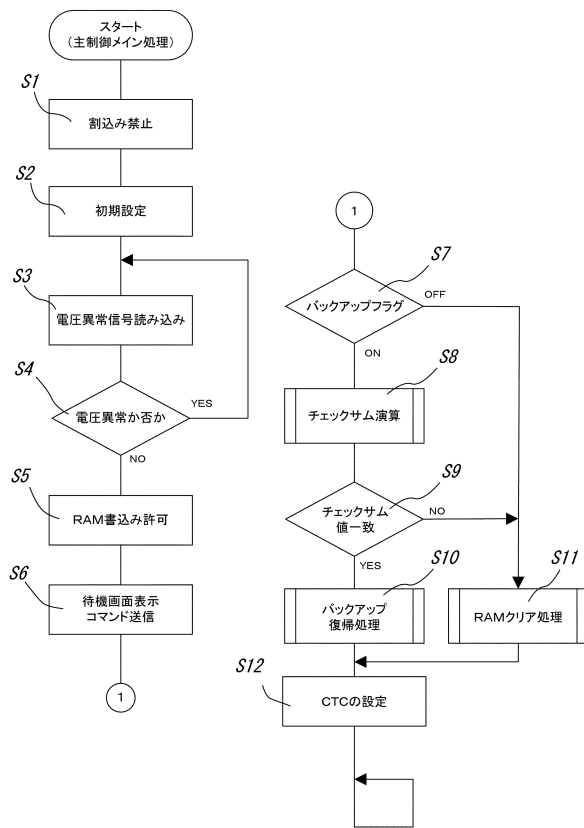 スタート
(主制御メイン処理)
S1
割込み禁止
S2
初期設定
S3
電圧異常信号読み込み
S4
電圧異常か否か
YES
NO
S5
RAM書込み許可
S6
待機画面表示
コマンド送信
1
1
S7
バックアップフラグ
OFF
ON
S8
チェックサム演算
S9
チェックサム
値一致
NO
YES
S10
バックアップ
復帰処理
S11
RAMクリア処理
S12
CTCの設定